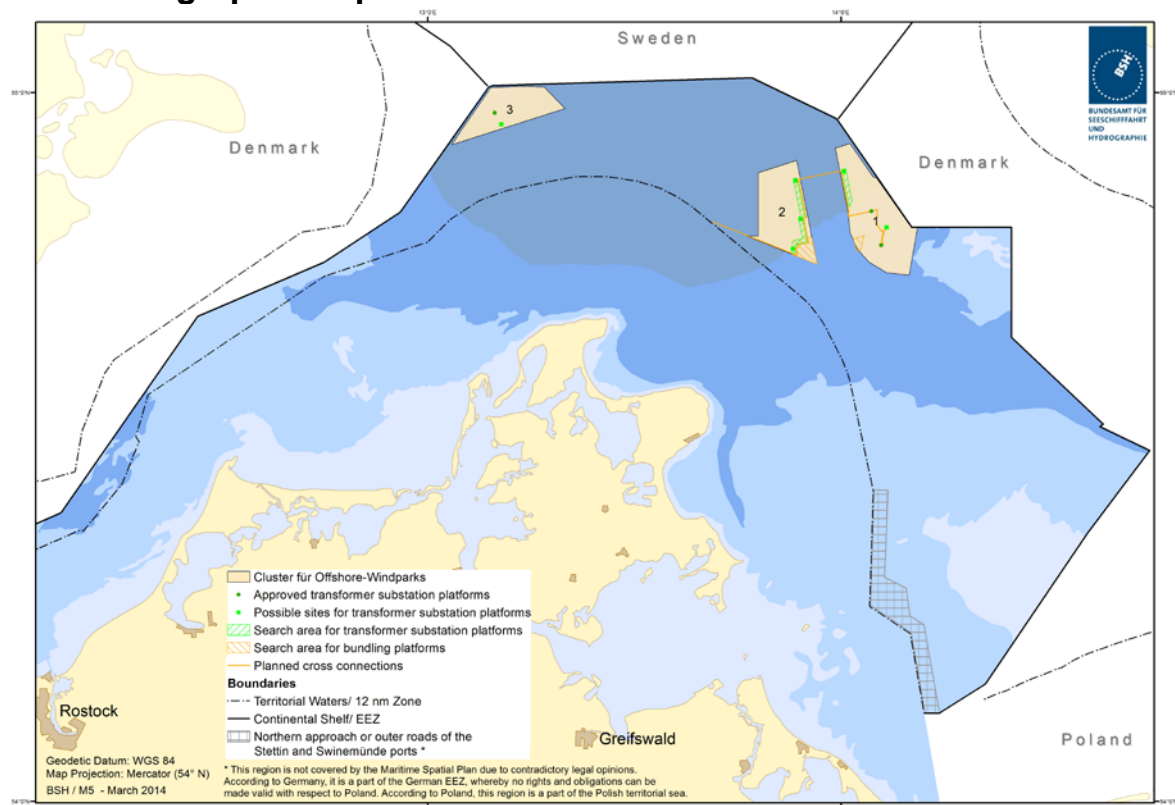 13°0'E
14°0'E
Sweden
BSH
BUNDESAMT FÜR
SEESCHIFFFAHRT
UND
HYDROGRAPHIE
55°0'N
55°0'N
3
Denmark
Denmark
2
1
Cluster für Offshore-Windparks
Approved transformer substation platforms
Possible sites for transformer substation platforms
Search area for transformer substation platforms
Search area for bundling platforms
Planned cross connections
Boundaries
Territorial Waters/ 12 nm Zone
Continental Shelf/ EEZ
Northern approach or outer roads of the
Stettin and Swinemünde ports *
Rostock
Greifswald
Poland
Geodetic Datum: WGS 84
Map Projection: Mercator (54° N)
BSH / M5 - March 2014
* This region is not covered by the Maritime Spatial Plan due to contradictory legal opinions.
According to Germany, it is a part of the German EEZ, whereby no rights and obligations can be
made valid with respect to Poland. According to Poland, this region is a part of the Polish territorial sea.
54°0'N
54°0'N